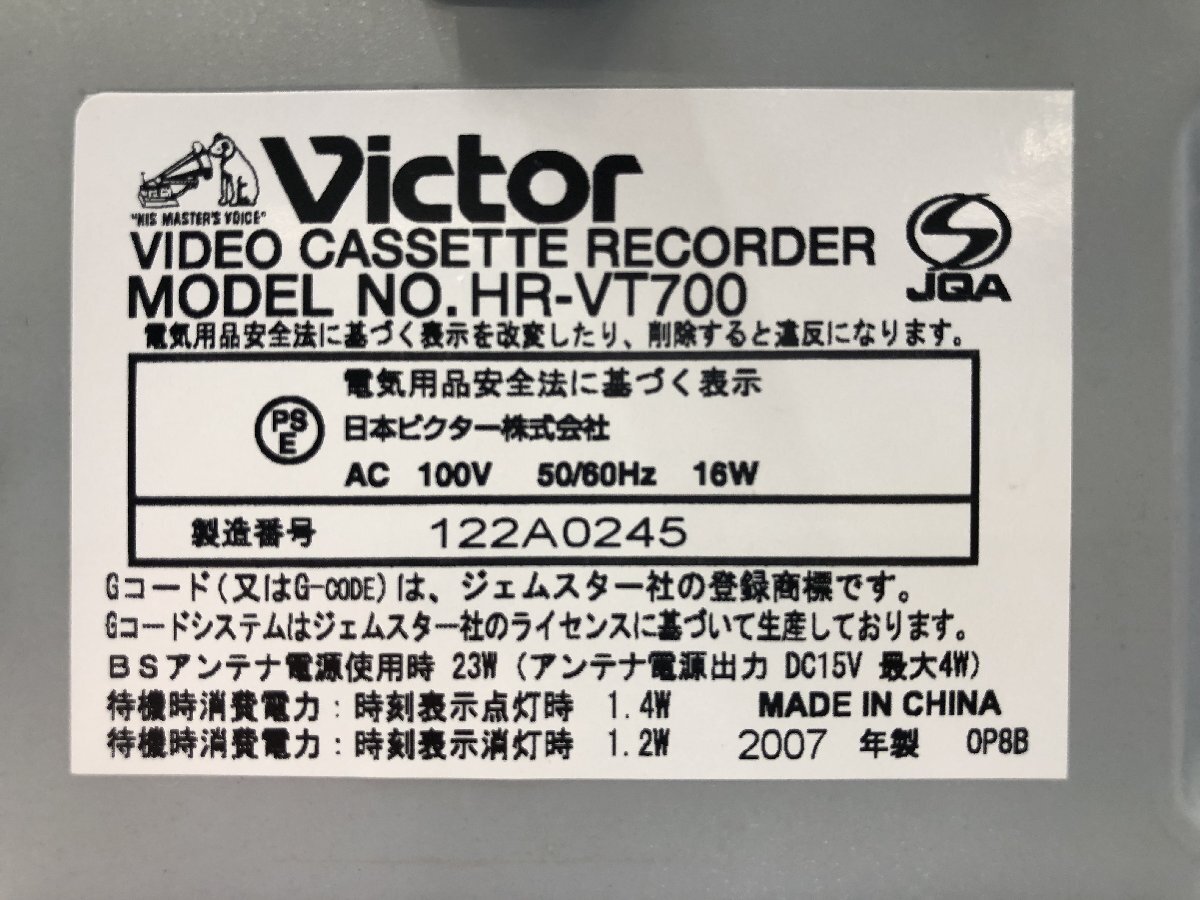 "HIS MASTER'S VOICE"
Victor
VIDEO CASSETTE RECORDER
MODEL NO. HR-VT700
JQA
電気用品安全法に基づく表示を改変したり、削除すると違反になります。
電気用品安全法に基づく表示
PS
E
日本ビクター株式会社
AC 100V 50/60Hz 16W
製造番号 122A0245
Gコード(又はG-CODE)は、ジェムスター社の登録商標です。
Gコードシステムはジェムスター社のライセンスに基づいて生産しております。
BSアンテナ電源使用時 23W (アンテナ電源出力 DC15V 最大4W)
待機時消費電力:時刻表示点灯時 1.4W MADE IN CHINA
待機時消費電力:時刻表示消灯時 1.2W 2007 年製 0P8B